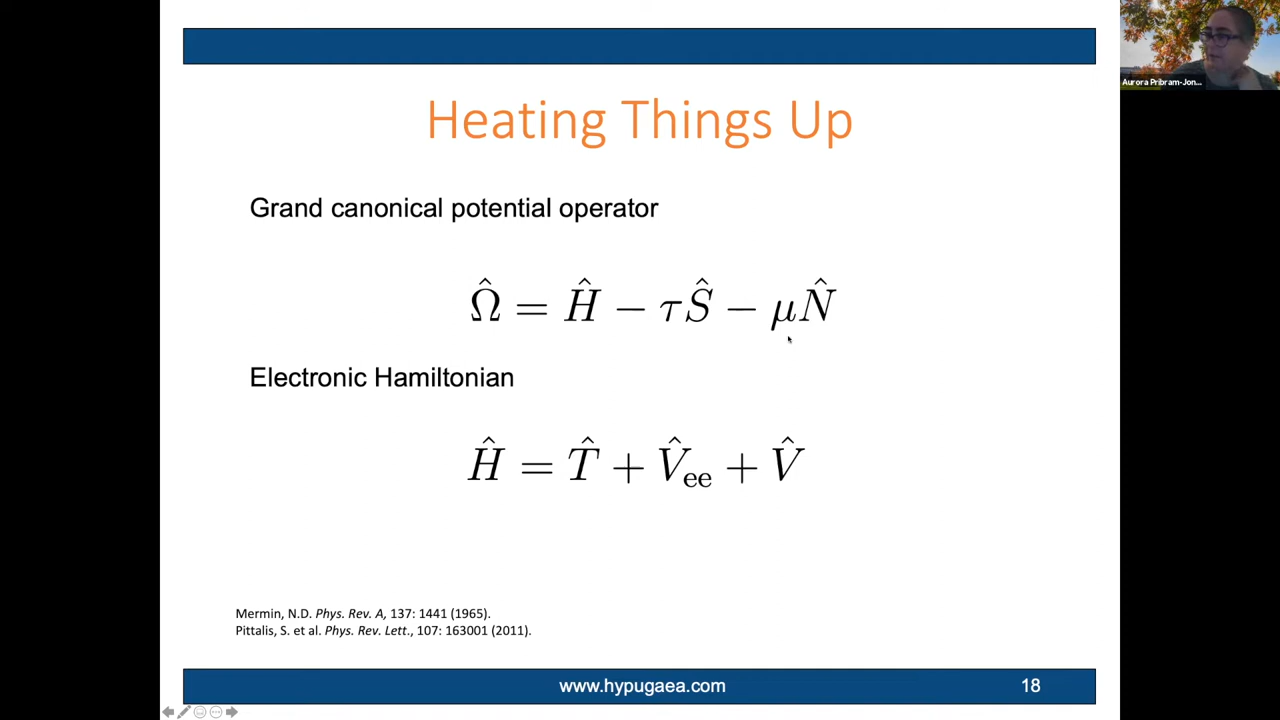 Aurora Pribram-Jon...
Heating Things Up
Grand canonical potential operator
Ω̂ = Ĥ − τŜ − μN̂
Electronic Hamiltonian
Ĥ = T̂ + V̂ee + V̂
Mermin, N.D. Phys. Rev. A, 137: 1441 (1965).
Pittalis, S. et al. Phys. Rev. Lett., 107: 163001 (2011).
www.hypugaea.com 18